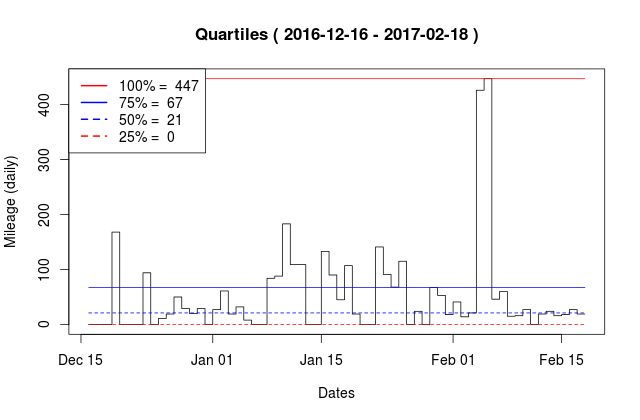 Quartiles ( 2016-12-16 - 2017-02-18 )
100% = 447
75% = 67
50% = 21
25% = 0
Mileage (daily)
400
300
200
100
0
Dec 15 Jan 01 Jan 15 Feb 01 Feb 15
Dates